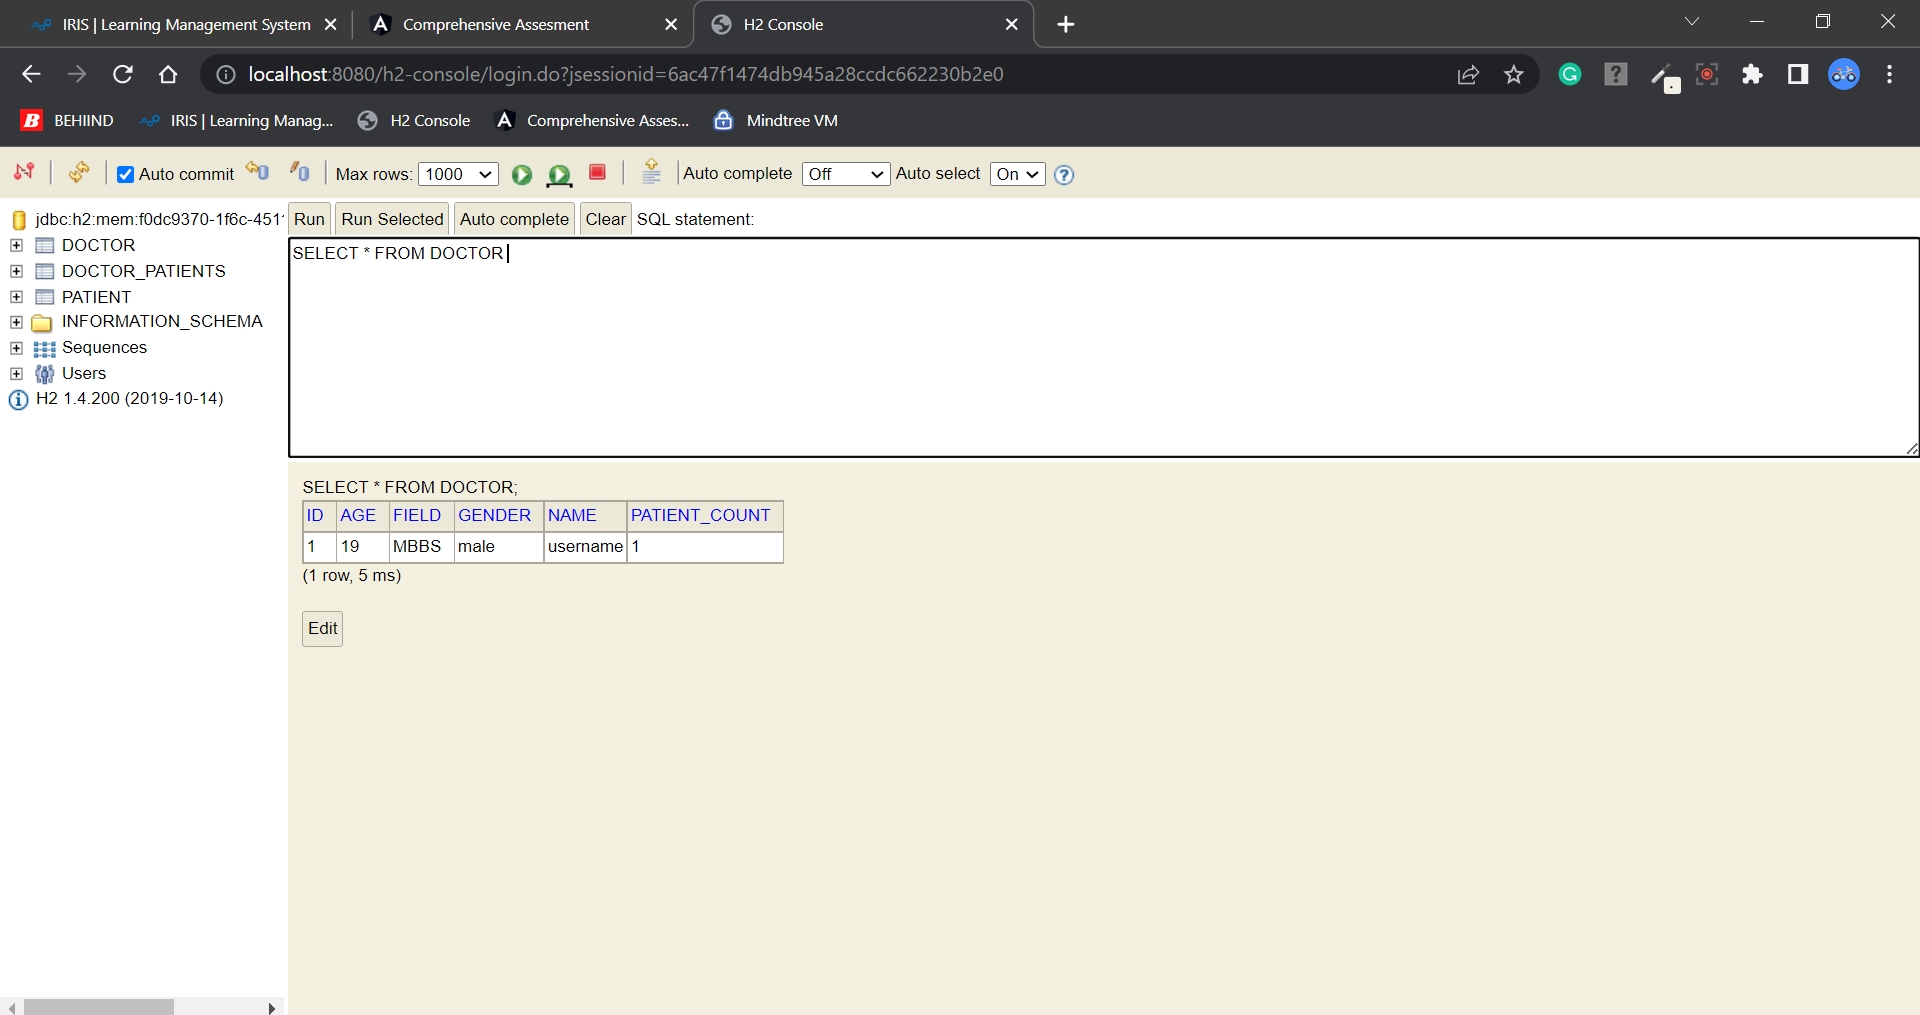 IRIS | Learning Management System
Comprehensive Assesment
H2 Console
localhost:8080/h2-console/login.do?jsessionid=6ac47f1474db945a28ccdc662230b2e0
BEHIIND
IRIS | Learning Manag...
H2 Console
Comprehensive Asses...
Mindtree VM
Auto commit
Max rows: 1000
Auto complete Off
Auto select On
jdbc:h2:mem:f0dc9370-1f6c-451
Run
Run Selected
Auto complete
Clear
SQL statement:
DOCTOR
DOCTOR_PATIENTS
PATIENT
INFORMATION_SCHEMA
Sequences
Users
H2 1.4.200 (2019-10-14)
SELECT * FROM DOCTOR
SELECT * FROM DOCTOR;
ID AGE FIELD GENDER NAME PATIENT_COUNT
1 19 MBBS male username 1
(1 row, 5 ms)
Edit